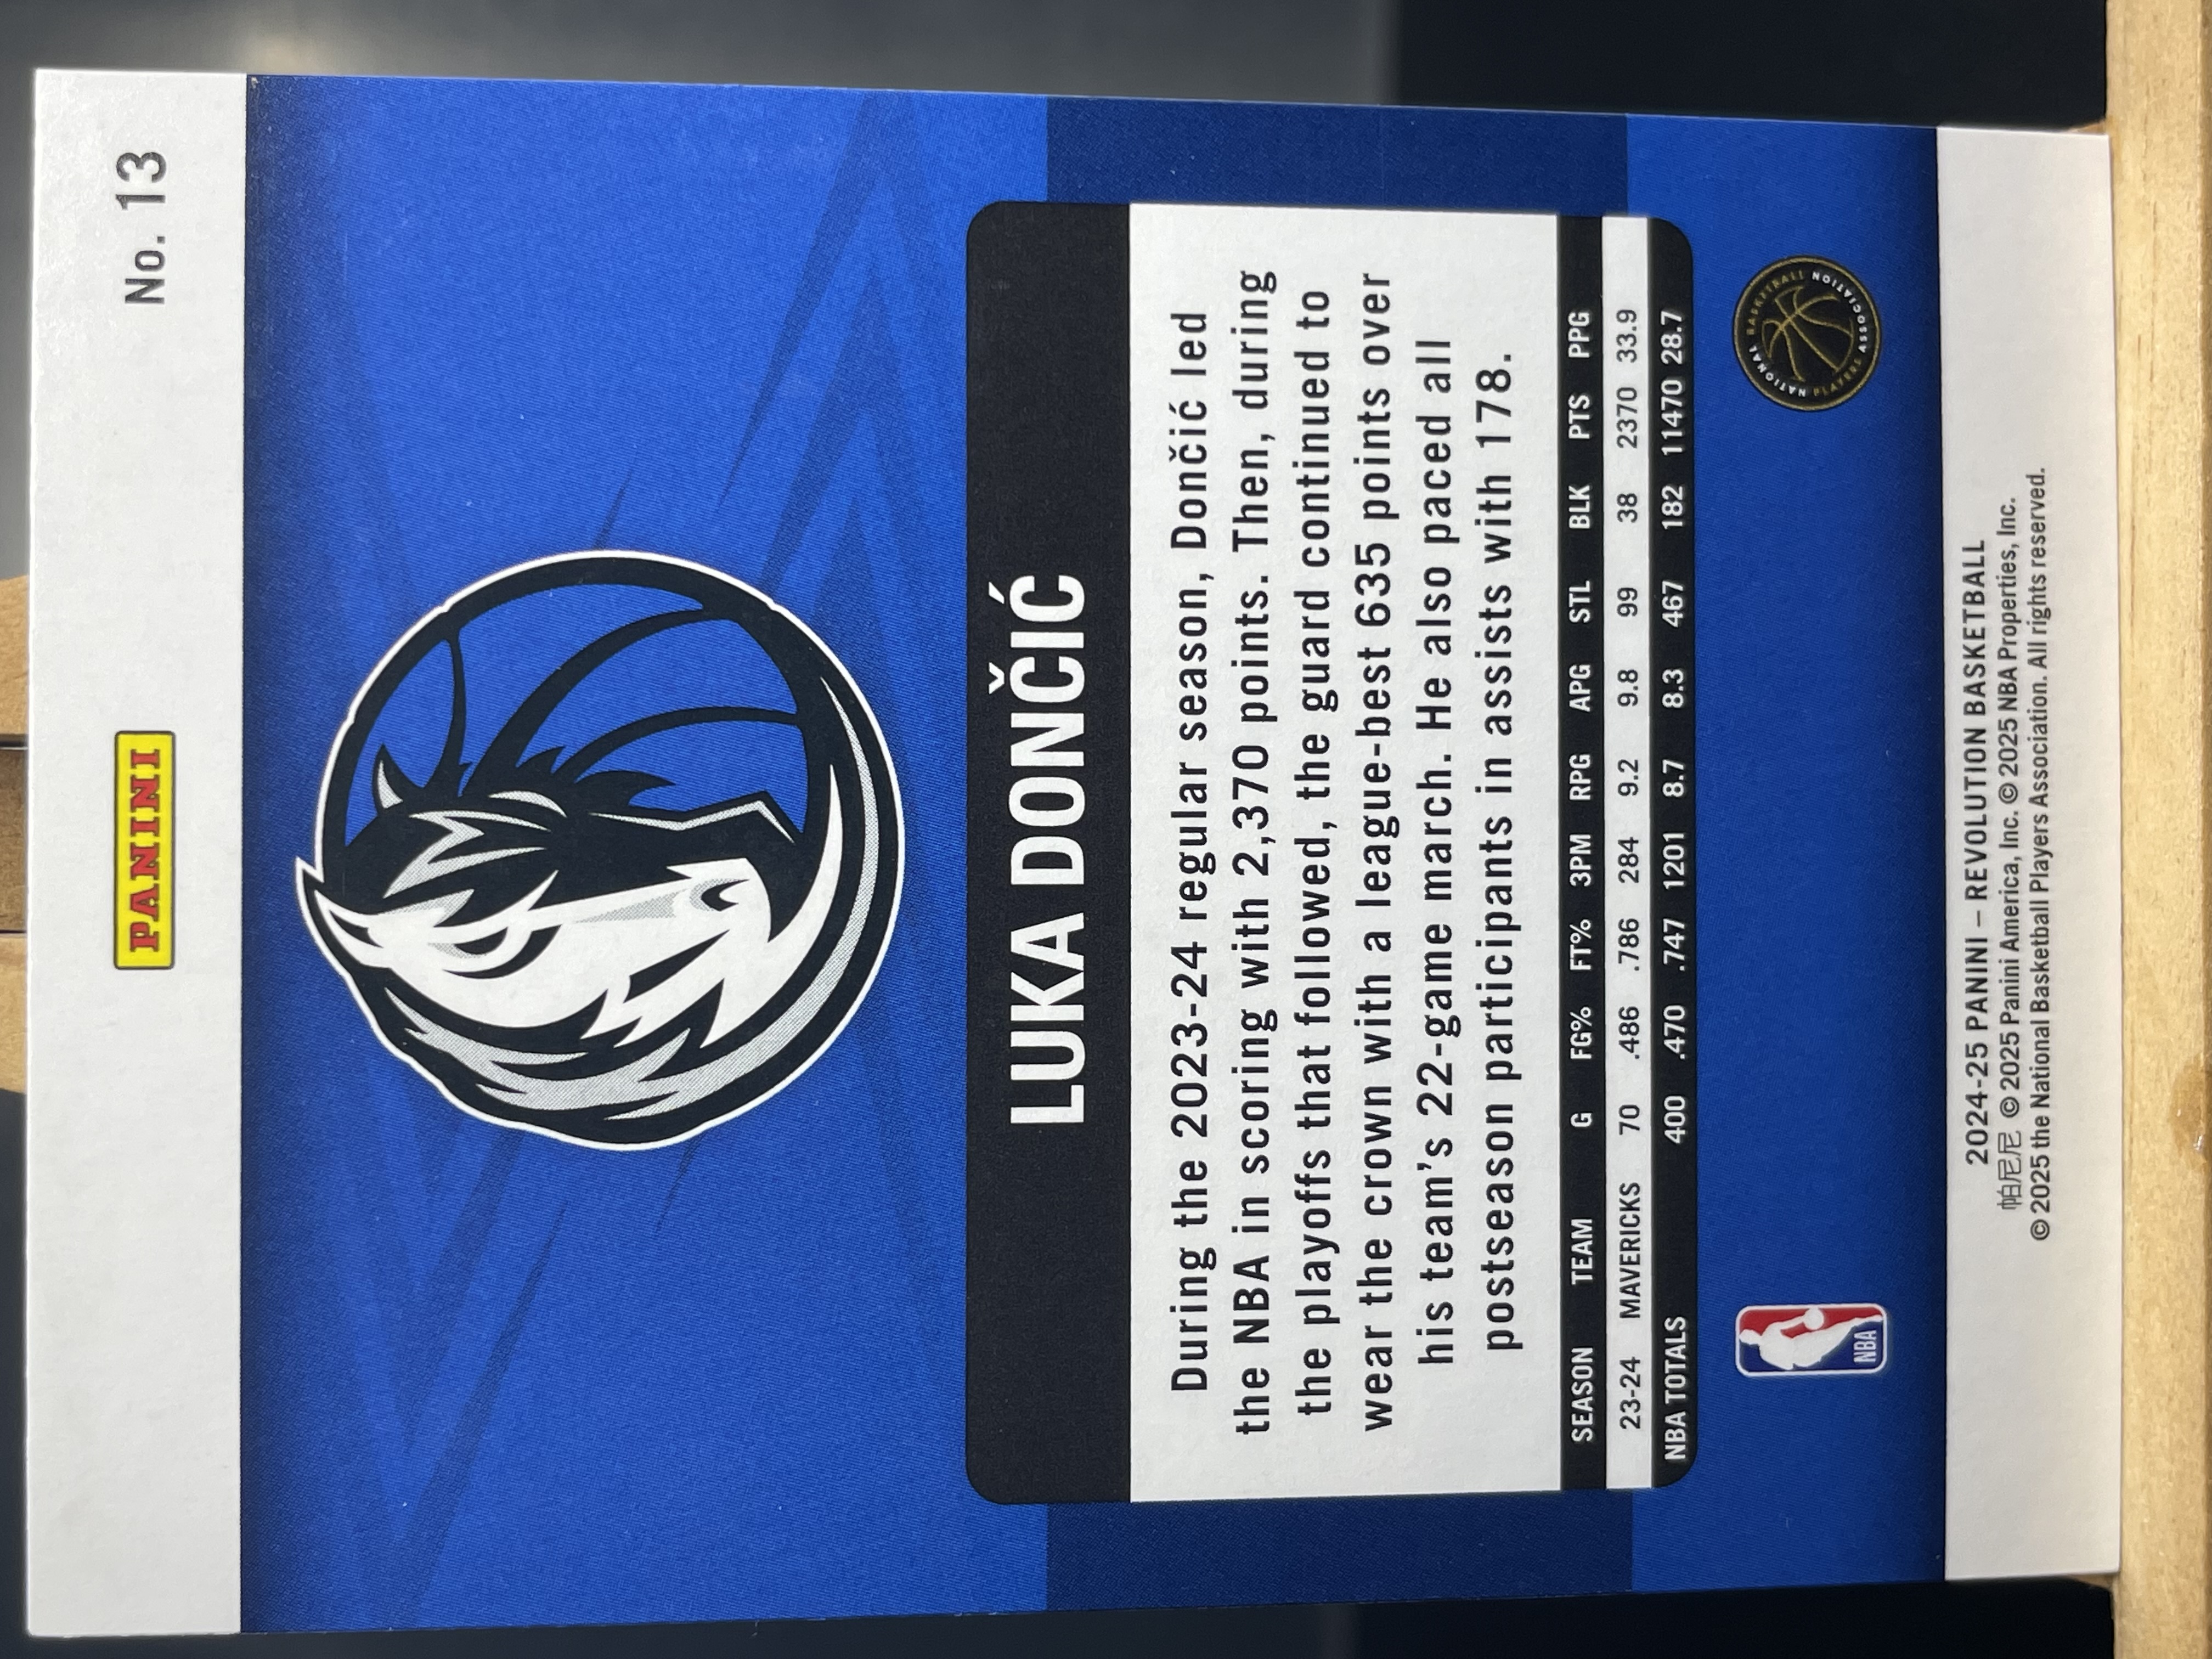 No. 13
PANINI
LUKA DONČIĆ
During the 2023-24 regular season, Dončić led
the NBA in scoring with 2,370 points. Then, during
the playoffs that followed, the guard continued to
wear the crown with a league-best 635 points over
his team's 22-game march. He also paced all
postseason participants in assists with 178.
SEASON TEAM G FG% FT% 3PM RPG APG STL BLK PTS PPG
23-24 MAVERICKS 70 .486 .786 284 9.2 9.8 99 38 2370 33.9
NBA TOTALS 400 .470 .747 1201 8.7 8.3 467 182 11470 28.7
NBA
NATIONAL BASKETBALL PLAYERS ASSOCIATION
2024-25 PANINI – REVOLUTION BASKETBALL
帕尼尼 © 2025 Panini America, Inc. © 2025 NBA Properties, Inc.
© 2025 the National Basketball Players Association. All rights reserved.